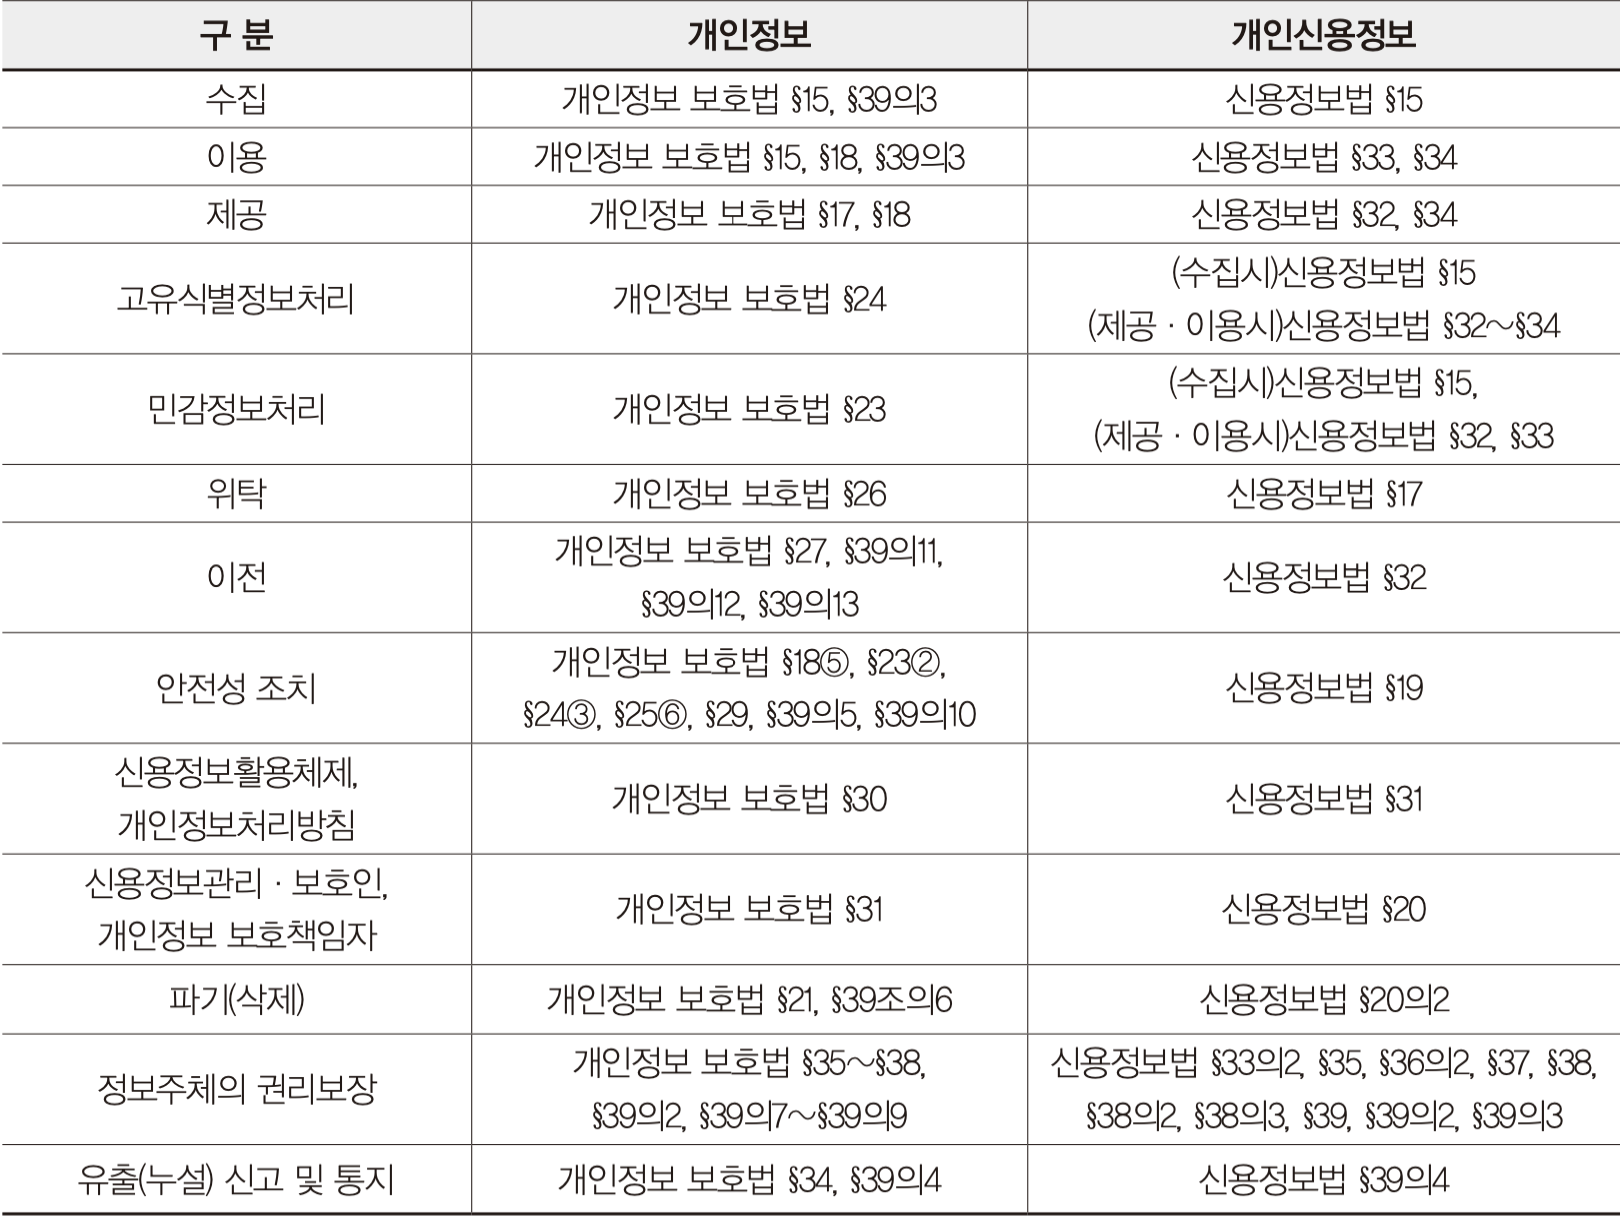 구 분 개인정보 개인신용정보
수집 개인정보 보호법 §15, §39의3 신용정보법 §15
이용 개인정보 보호법 §15, §18, §39의3 신용정보법 §33, §34
제공 개인정보 보호법 §17, §18 신용정보법 §32, §34
고유식별정보처리 개인정보 보호법 §24 (수집시)신용정보법 §15
(제공 · 이용시)신용정보법 §32~§34
민감정보처리 개인정보 보호법 §23 (수집시)신용정보법 §15,
(제공 · 이용시)신용정보법 §32, §33
위탁 개인정보 보호법 §26 신용정보법 §17
이전 개인정보 보호법 §27, §39의11,
§39의12, §39의13 신용정보법 §32
안전성 조치 개인정보 보호법 §18⑤, §23②,
§24③, §25⑥, §29, §39의5, §39의10 신용정보법 §19
신용정보활용체제,
개인정보처리방침 개인정보 보호법 §30 신용정보법 §31
신용정보관리 · 보호인,
개인정보 보호책임자 개인정보 보호법 §31 신용정보법 §20
파기(삭제) 개인정보 보호법 §21, §39조의6 신용정보법 §20의2
정보주체의 권리보장 개인정보 보호법 §35~§38,
§39의2, §39의7~§39의9 신용정보법 §33의2, §35, §36의2, §37, §38,
§38의2, §38의3, §39, §39의2, §39의3
유출(누설) 신고 및 통지 개인정보 보호법 §34, §39의4 신용정보법 §39의4